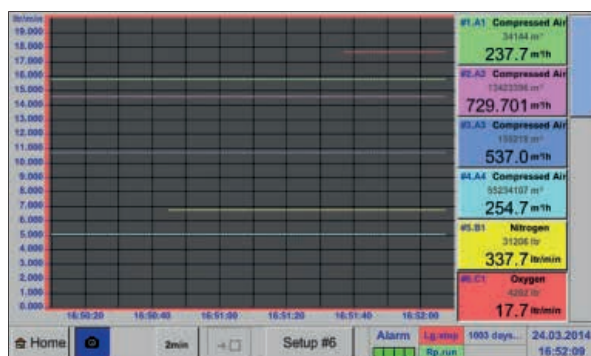 ltr/min
19.000
18.000
17.000
16.000
15.000
14.000
13.000
12.000
11.000
10.000
9.000
8.000
7.000
6.000
5.000
4.000
3.000
2.000
1.000
0.000
16:50:20 16:50:40 16:51:00 16:51:20 16:51:40 16:52:00
#1.A1 Compressed Air
34144 m³
237.7 m³/h
#2.A2 Compressed Air
m³
729.701 m³/h
#3.A3 Compressed Air
m³
537.0 m³/h
#4.A4 Compressed Air
55234107 m³
254.7 m³/h
#5.B1 Nitrogen
31206 ltr
337.7 ltr/min
#6.C1 Oxygen
ltr
17.7 ltr/min
Home 2min Setup #6 Alarm Lg.stop 1003 days... 24.03.2014
Rp.run 16:52:09